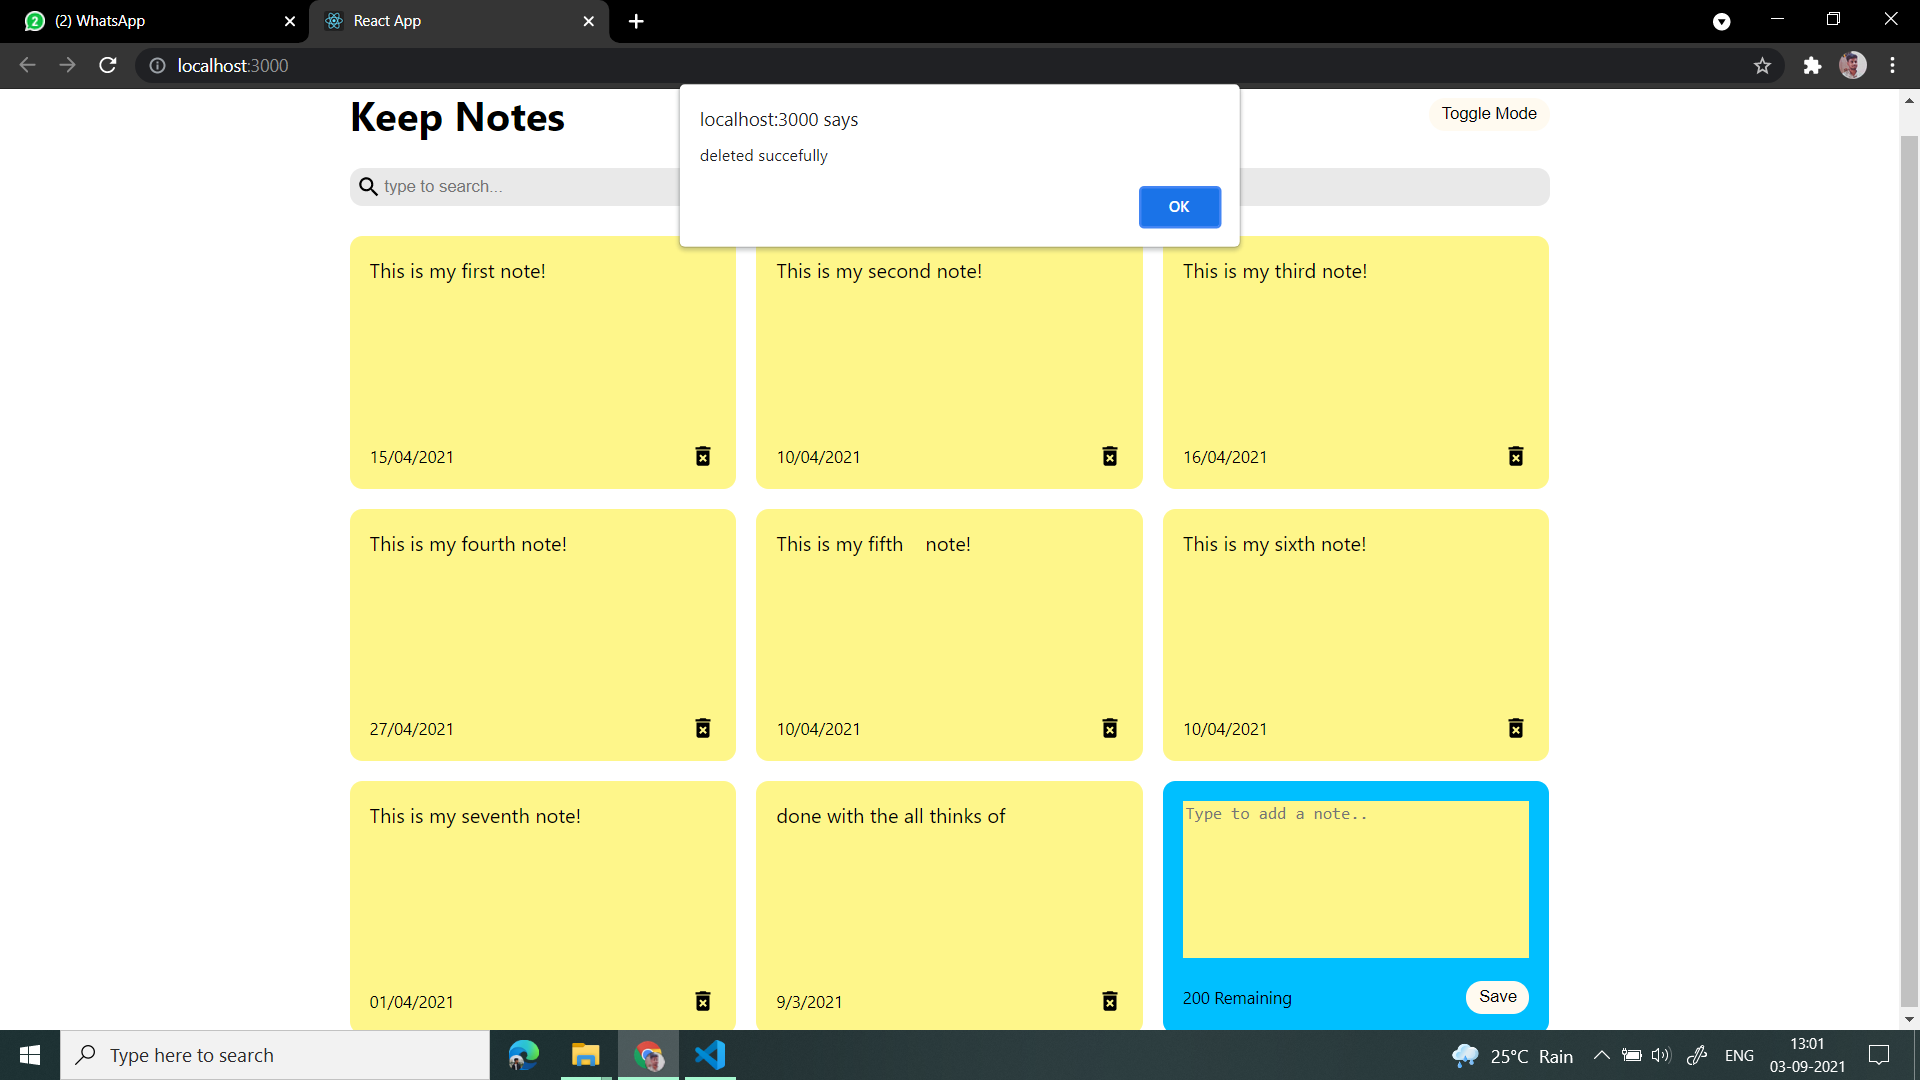 (2) WhatsApp
React App
localhost:3000
localhost:3000 says
deleted succefully
OK
Keep Notes
Toggle Mode
type to search...
This is my first note!
This is my second note!
This is my third note!
15/04/2021
10/04/2021
16/04/2021
This is my fourth note!
This is my fifth    note!
This is my sixth note!
27/04/2021
10/04/2021
10/04/2021
This is my seventh note!
done with the all thinks of
Type to add a note..
01/04/2021
9/3/2021
200 Remaining
Save
Type here to search
25°C Rain
ENG
13:01
03-09-2021